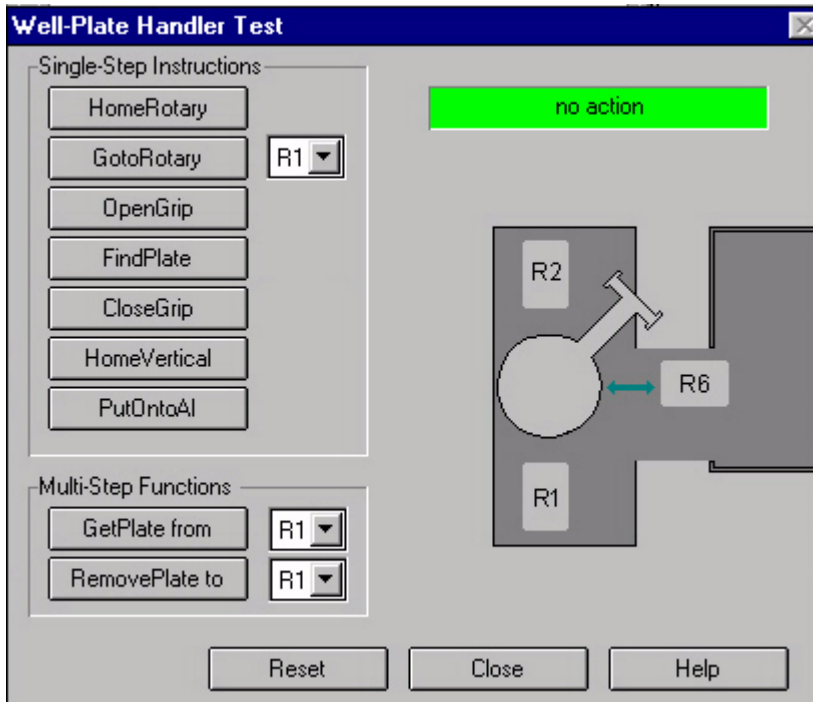 Well-Plate Handler Test
Single-Step Instructions
HomeRotary
GotoRotary R1
OpenGrip
FindPlate
CloseGrip
HomeVertical
PutOntoAl
no action
R2
R6
R1
Multi-Step Functions
GetPlate from R1
RemovePlate to R1
Reset Close Help